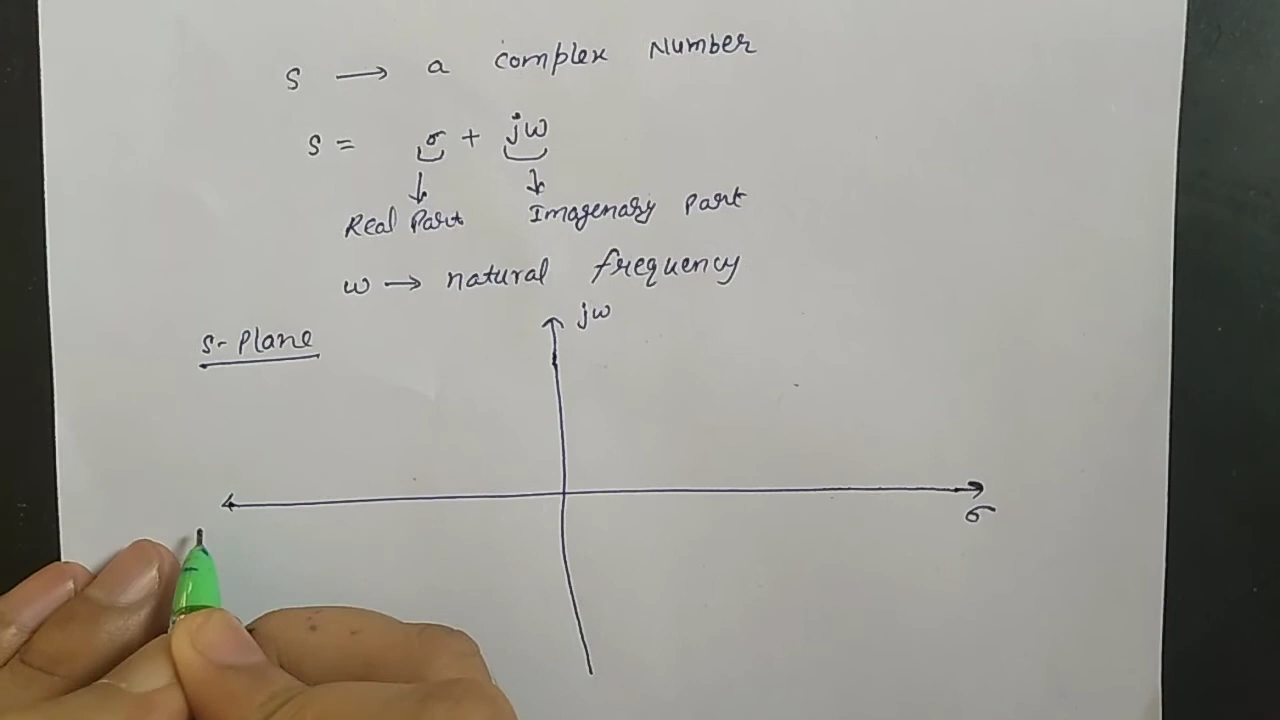 s → a complex Number
s = σ + jω
Real Part Imagenary Part
ω → natural frequency
jω
s-Plane
σ